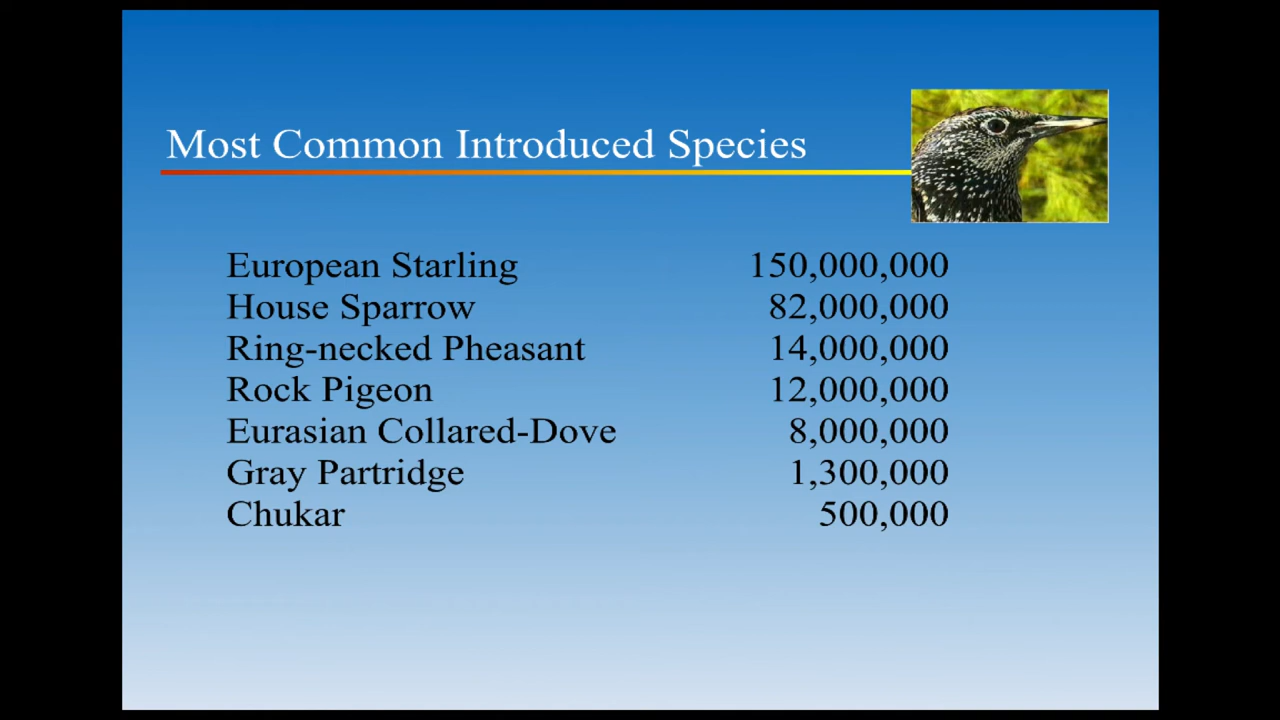 Most Common Introduced Species
European Starling 150,000,000
House Sparrow 82,000,000
Ring-necked Pheasant 14,000,000
Rock Pigeon 12,000,000
Eurasian Collared-Dove 8,000,000
Gray Partridge 1,300,000
Chukar 500,000